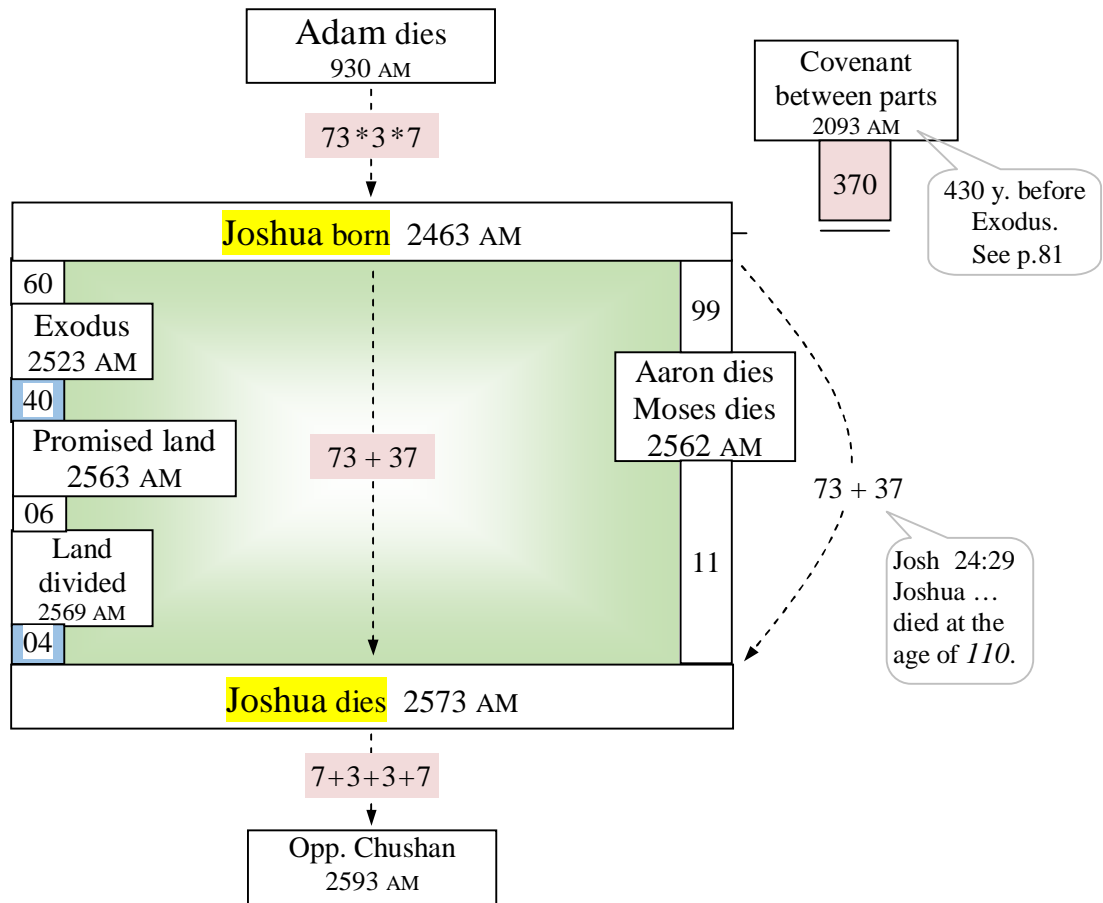 Adam dies
930 AM
73*3*7
Covenant
between parts
2093 AM
370
430 y. before
Exodus.
See p.81
Joshua born 2463 AM
60
Exodus
2523 AM
40
Promised land
2563 AM
06
Land
divided
2569 AM
04
73 + 37
99
Aaron dies
Moses dies
2562 AM
11
73 + 37
Josh 24:29
Joshua …
died at the
age of 110.
Joshua dies 2573 AM
7+3+3+7
Opp. Chushan
2593 AM